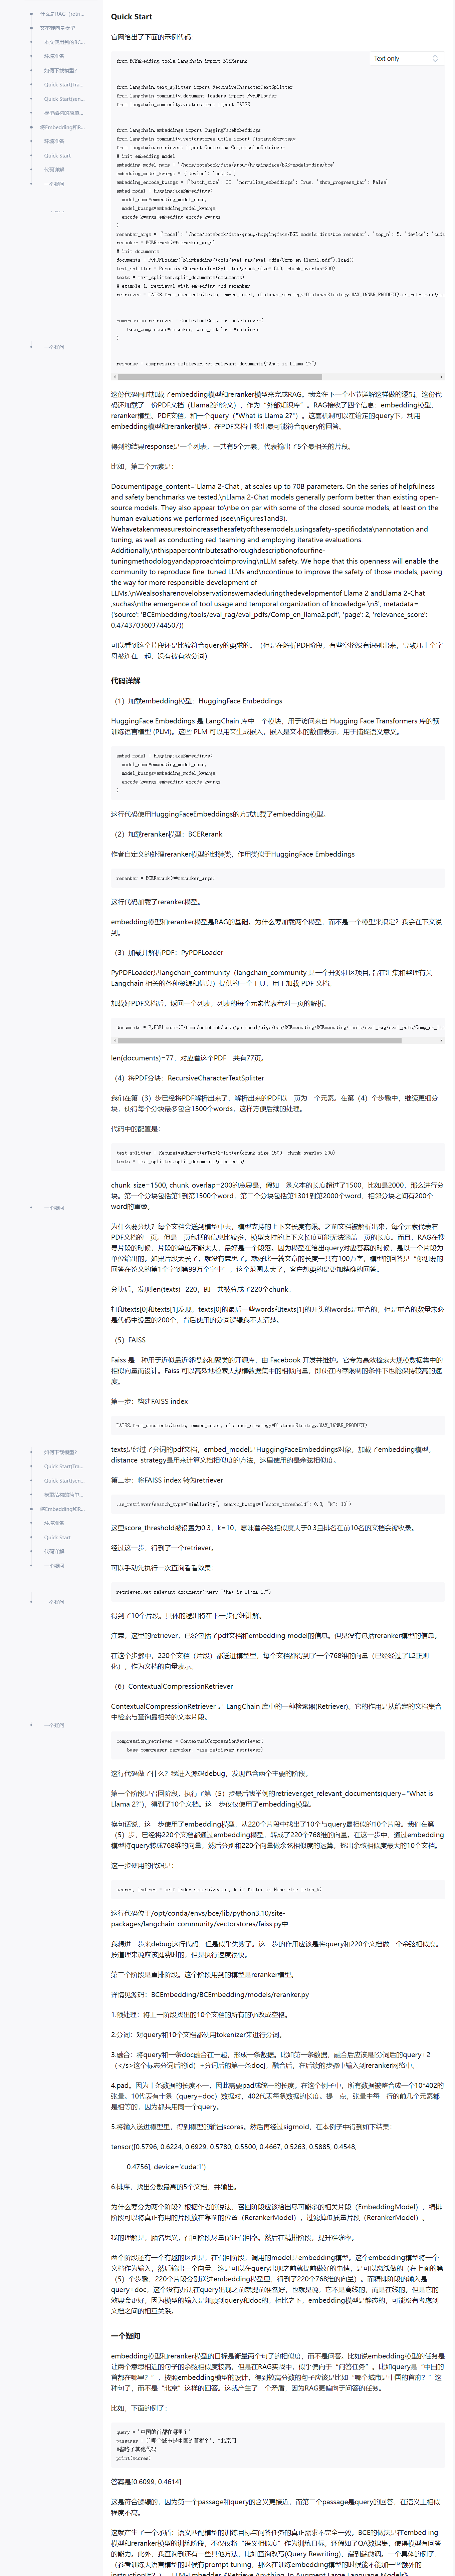 什么是RAG（retri...
文本转向量模型
本文使用到的BC...
环境准备
如何下载模型？
Quick Start(Tra...
Quick Start(sen...
模型结构的简单...
用Embedding和R...
环境准备
Quick Start
代码详解
一个疑问
一个疑问
一个疑问
如何下载模型？
Quick Start(Tra...
Quick Start(sen...
模型结构的简单...
用Embedding和R...
环境准备
Quick Start
代码详解
一个疑问
一个疑问
一个疑问
Quick Start
官网给出了下面的示例代码：
Text only
from BCEmbedding.tools.langchain import BCERerank
from langchain.text_splitter import RecursiveCharacterTextSplitter
from langchain_community.document_loaders import PyPDFLoader
from langchain_community.vectorstores import FAISS
from langchain.embeddings import HuggingFaceEmbeddings
from langchain_community.vectorstores.utils import DistanceStrategy
from langchain.retrievers import ContextualCompressionRetriever
# init embedding model
embedding_model_name = '/home/notebook/data/group/huggingface/BGE-models-dirs/bce'
embedding_model_kwargs = {'device': 'cuda:0'}
embedding_encode_kwargs = {'batch_size': 32, 'normalize_embeddings': True, 'show_progress_bar': False}
embed_model = HuggingFaceEmbeddings(
model_name=embedding_model_name,
model_kwargs=embedding_model_kwargs,
encode_kwargs=embedding_encode_kwargs
)
reranker_args = {'model': '/home/notebook/data/group/huggingface/BGE-models-dirs/bce-reranker', 'top_n': 5, 'device': 'cuda
reranker = BCERerank(**reranker_args)
# init documents
documents = PyPDFLoader("BCEmbedding/tools/eval_rag/eval_pdfs/Comp_en_llama2.pdf").load()
text_splitter = RecursiveCharacterTextSplitter(chunk_size=1500, chunk_overlap=200)
texts = text_splitter.split_documents(documents)
# example 1. retrieval with embedding and reranker
retriever = FAISS.from_documents(texts, embed_model, distance_strategy=DistanceStrategy.MAX_INNER_PRODUCT).as_retriever(sea
compression_retriever = ContextualCompressionRetriever(
base_compressor=reranker, base_retriever=retriever
)
response = compression_retriever.get_relevant_documents("What is Llama 2?")
这份代码同时加载了embedding模型和reranker模型来完成RAG。我会在下一个小节讲解这样做的逻辑。这份
代码还加载了一份PDF文档（Llama2的论文），作为“外部知识库”。RAG接收了四个信息：embedding模型，
reranker模型，PDF文档，和一个query（"What is Llama 2?"）。这套机制可以在给定的query下，利用
embedding模型和reranker模型，在PDF文档中找出最可能符合query的回答。
得到的结果response是一个列表，一共有5个元素。代表输出了5个最相关的片段。
比如，第二个元素是：
Document(page_content='Llama 2-Chat , at scales up to 70B parameters. On the series of helpfulness
and safety benchmarks we tested,\nLlama 2-Chat models generally perform better than existing open-
source models. They also appear to\nbe on par with some of the closed-source models, at least on the
human evaluations we performed (see\nFigures1and3).
Wehavetakenmeasurestoincreasethesafetyofthesemodels,usingsafety-specificdata\nannotation and
tuning, as well as conducting red-teaming and employing iterative evaluations.
Additionally,\nthispapercontributesathoroughdescriptionofourfine-
tuningmethodologyandapproachtoimproving\nLLM safety. We hope that this openness will enable the
community to reproduce fine-tuned LLMs and\ncontinue to improve the safety of those models, paving
the way for more responsible development of
LLMs.\nWealsosharenovelobservationswemadeduringthedevelopmentof Llama 2 andLlama 2-Chat
,suchas\nthe emergence of tool usage and temporal organization of knowledge.\n3', metadata=
{'source': 'BCEmbedding/tools/eval_rag/eval_pdfs/Comp_en_llama2.pdf', 'page': 2, 'relevance_score':
0.4743703603744507})
可以看到这个片段还是比较符合query的要求的。（但是在解析PDF阶段，有些空格没有识别出来，导致几十个字
母被连在一起，没有被有效分词）
代码详解
（1）加载embedding模型：HuggingFace Embeddings
HuggingFace Embeddings 是 LangChain 库中一个模块，用于访问来自 Hugging Face Transformers 库的预
训练语言模型 (PLM)。这些 PLM 可以用来生成嵌入，嵌入是文本的数值表示，用于捕捉语义意义。
embed_model = HuggingFaceEmbeddings(
model_name=embedding_model_name,
model_kwargs=embedding_model_kwargs,
encode_kwargs=embedding_encode_kwargs
)
这行代码使用HuggingFaceEmbeddings的方式加载了embedding模型。
（2）加载reranker模型：BCERerank
作者自定义的处理reranker模型的封装类，作用类似于HuggingFace Embeddings
reranker = BCERerank(**reranker_args)
这行代码加载了reranker模型。
embedding模型和reranker模型是RAG的基础。为什么要加载两个模型，而不是一个模型来搞定？我会在下文说
到。
（3）加载并解析PDF：PyPDFLoader
PyPDFLoader是langchain_community（langchain_community 是一个开源社区项目, 旨在汇集和整理有关
Langchain 相关的各种资源和信息）提供的一个工具，用于加载 PDF 文档。
加载好PDF文档后，返回一个列表，列表的每个元素代表着对一页的解析。
documents = PyPDFLoader("/home/notebook/code/personal/algo/bce/BCEmbedding/BCEmbedding/tools/eval_rag/eval_pdfs/Comp_en_lla
len(documents)=77，对应着这个PDF一共有77页。
（4）将PDF分块：RecursiveCharacterTextSplitter
我们在第（3）步已经将PDF解析出来了，解析出来的PDF以一页为一个元素。在第（4）个步骤中，继续更细分
块，使得每个分块最多包含1500个words，这样方便后续的处理。
代码中的配置是：
text_splitter = RecursiveCharacterTextSplitter(chunk_size=1500, chunk_overlap=200)
texts = text_splitter.split_documents(documents)
chunk_size=1500, chunk_overlap=200的意思是，假如一条文本的长度超过了1500，比如是2000，那么进行分
块。第一个分块包括第1到第1500个word，第二个分块包括第1301到第2000个word，相邻分块之间有200个
word的重叠。
为什么要分块？每个文档会送到模型中去，模型支持的上下文长度有限。之前文档被解析出来，每个元素代表着
PDF文档的一页。但是一页包括的信息比较多，模型支持的上下文长度可能无法涵盖一页的长度。而且，RAG在搜
寻片段的时候，片段的单位不能太大，最好是一个段落。因为模型在给出query对应答案的时候，是以一个片段为
单位给出的。如果片段太长了，就没有意思了。就好比一篇文章的长度一共有100万字，模型的回答是“你想要的
回答在论文的第1个字到第99万个字中”，这个范围太大了，客户想要的是更加精确的回答。
分块后，发现len(texts)=220，即一共被分成了220个chunk。
打印texts[0]和texts[1]发现，texts[0]的最后一些words和texts[1]的开头的words是重合的，但是重合的数量未必
是代码中设置的200个，背后使用的分词逻辑我不太清楚。
（5）FAISS
Faiss 是一种用于近似最近邻搜索和聚类的开源库，由 Facebook 开发并维护。它专为高效检索大规模数据集中的
相似向量而设计。Faiss 可以高效地检索大规模数据集中的相似向量，即使在内存限制的条件下也能保持较高的速
度。
第一步：构建FAISS index
FAISS.from_documents(texts, embed_model, distance_strategy=DistanceStrategy.MAX_INNER_PRODUCT)
texts是经过了分词的pdf文档，embed_model是HuggingFaceEmbeddings对象，加载了embedding模型。
distance_strategy是用来计算文档相似度的方法，这里使用的是余弦相似度。
第二步：将FAISS index 转为retriever
.as_retriever(search_type="similarity", search_kwargs={"score_threshold": 0.3, "k": 10})
这里score_threshold被设置为0.3，k=10，意味着余弦相似度大于0.3且排名在前10名的文档会被收录。
经过这一步，得到了一个retriever。
可以手动先执行一次查询看看效果：
retriever.get_relevant_documents(query="What is Llama 2?")
得到了10个片段。具体的逻辑将在下一步仔细讲解。
注意，这里的retriever，已经包括了pdf文档和embedding model的信息。但是没有包括reranker模型的信息。
在这个步骤中，220个文档（片段）都送进模型里，每个文档都得到了一个768维的向量（已经经过了L2正则
化），作为文档的向量表示。
（6）ContextualCompressionRetriever
ContextualCompressionRetriever 是 LangChain 库中的一种检索器(Retriever)。它的作用是从给定的文档集合
中检索与查询最相关的文本片段。
compression_retriever = ContextualCompressionRetriever(
base_compressor=reranker, base_retriever=retriever)
这行代码做了什么？我进入源码debug，发现包含两个主要的阶段。
第一个阶段是召回阶段，执行了第（5）步最后我举例的retriever.get_relevant_documents(query="What is
Llama 2?")，得到了10个文档。这一步仅仅使用了embedding模型。
换句话说，这一步使用了embedding模型，从220个片段中找出了10个与query最相似的10个片段。我们在第
（5）步，已经将220个文档都通过embedding模型，转成了220个768维的向量。在这一步中，通过embedding
模型将query转成768维的向量，然后分别和220个向量做余弦相似度的运算，找出余弦相似度最大的10个文档。
这一步使用的代码是：
scores, indices = self.index.search(vector, k if filter is None else fetch_k)
这行代码位于/opt/conda/envs/bce/lib/python3.10/site-
packages/langchain_community/vectorstores/faiss.py中
我想进一步来debug这行代码，但是似乎失败了。这一步的作用应该是将query和220个文档做一个余弦相似度。
按道理来说应该挺费时的，但是执行速度很快。
第二个阶段是重排阶段。这个阶段用到的模型是reranker模型。
详情见源码：BCEmbedding/BCEmbedding/models/reranker.py
1.预处理：将上一阶段找出的10个文档的所有的\n改成空格。
2.分词：对query和10个文档都使用tokenizer来进行分词。
3.融合：将query和一条doc融合在一起，形成一条数据。比如第一条数据，融合后应该是[分词后的query+2
（</s>这个标志分词后的id）+分词后的第一条doc]，融合后，在后续的步骤中输入到reranker网络中。
4.pad。因为十条数据的长度不一，因此需要pad成统一的长度。在这个例子中，所有数据被整合成一个10*402的
张量。10代表有十条（query+doc）数据对，402代表每条数据的长度。提一点，张量中每一行的前几个元素都
是相等的，因为都共用同一个query。
5.将输入送进模型里，得到模型的输出scores。然后再经过sigmoid，在本例子中得到如下结果：
tensor([0.5796, 0.6224, 0.6929, 0.5780, 0.5500, 0.4667, 0.5263, 0.5885, 0.4548,
0.4756], device='cuda:1')
6.排序，找出分数最高的5个文档，并输出。
为什么要分为两个阶段？根据作者的说法，召回阶段应该给出尽可能多的相关片段（EmbeddingModel），精排
阶段可以将真正有用的片段放在靠前的位置（RerankerModel），过滤掉低质量片段（RerankerModel）。
我的理解是，顾名思义，召回阶段尽量保证召回率。然后在精排阶段，提升准确率。
两个阶段还有一个有趣的区别是，在召回阶段，调用的model是embedding模型。这个embedding模型将一个
文档作为输入，然后输出一个向量。这是可以在query出现之前就提前做好的事情，是可以离线做的（在上面的第
（5）个步骤，220个片段分别送进embedding模型里，得到了220个768维的向量）。而精排阶段的输入是
query+doc，这个没有办法在query出现之前就提前准备好，也就是说，它不是离线的，而是在线的。但是它的
效果会更好，因为模型的输入是兼顾到query和doc的。相比之下，embedding模型是静态的，可能没有考虑到
文档之间的相互关系。
一个疑问
embedding模型和reranker模型的目标是衡量两个句子的相似度，而不是问答。比如说embedding模型的任务是
让两个意思相近的句子的余弦相似度较高。但是在RAG实战中，似乎偏向于“问答任务”。比如query是“中国的
首都在哪里？”，按照embedding模型的设计，得到较高分数的句子应该是比如“哪个城市是中国的首府？”这
种句子，而不是“北京”这样的回答。这就产生了一个矛盾，因为RAG更偏向于问答的任务。
比如，下面的例子：
query = '中国的首都在哪里？'
passages = ['哪个城市是中国的首都？', '北京']
#省略了其他代码
print(scores)
答案是[0.6099, 0.4614]
这是符合逻辑的，因为第一个passage和query的含义更接近，而第二个passage是query的回答，在语义上相似
程度不高。
这就产生了一个矛盾：语义匹配模型的训练目标与问答任务的真正需求不完全一致。BCE的做法是在embedding
模型和reranker模型的训练阶段，不仅仅将“语义相似度”作为训练目标，还假如了QA数据集，使得模型有问答
的能力。此外，我查询到还有一些其他方法，比如查询改写(Query Rewriting)，搞到提微调。一个具体的例子，